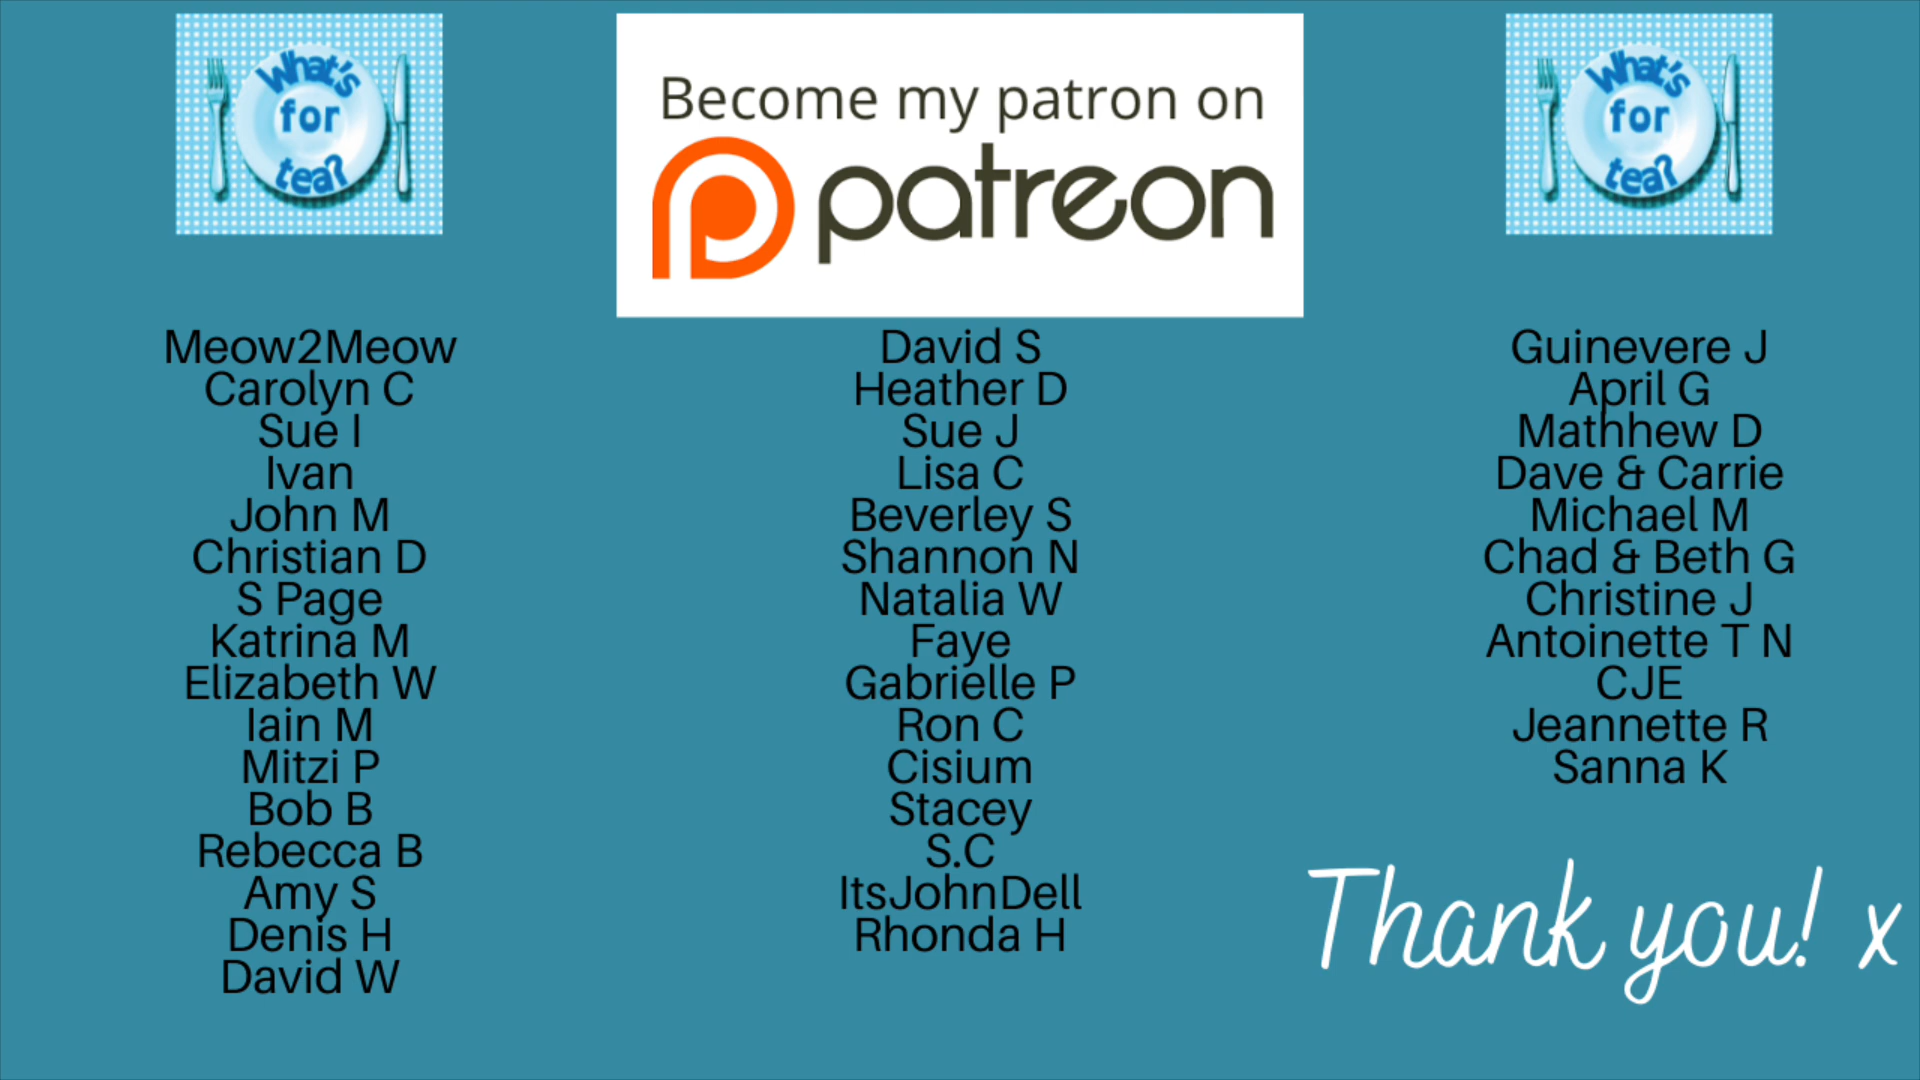 What's
for
tea?
Become my patron on
patreon
What's
for
tea?
Meow2Meow
Carolyn C
Sue I
Ivan
John M
Christian D
S Page
Katrina M
Elizabeth W
Iain M
Mitzi P
Bob B
Rebecca B
Amy S
Denis H
David W
David S
Heather D
Sue J
Lisa C
Beverley S
Shannon N
Natalia W
Faye
Gabrielle P
Ron C
Cisium
Stacey
S.C
ItsJohnDell
Rhonda H
Guinevere J
April G
Mathhew D
Dave & Carrie
Michael M
Chad & Beth G
Christine J
Antoinette T N
CJE
Jeannette R
Sanna K
Thank you! x